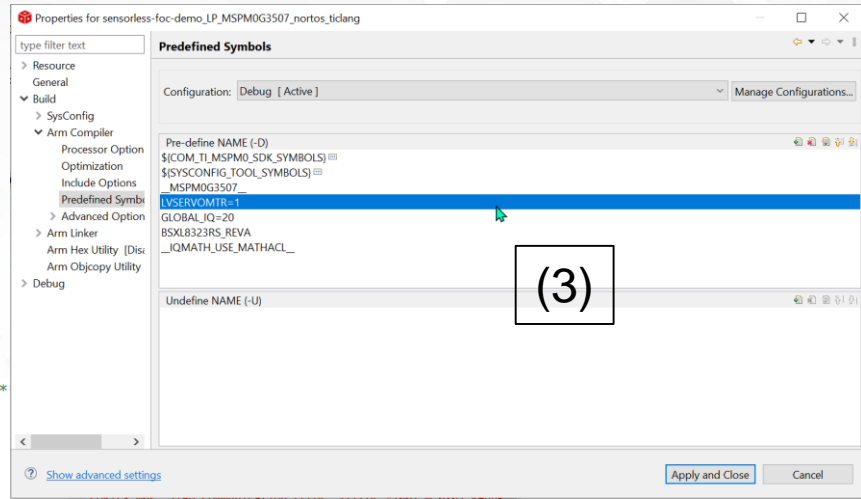 Properties for sensorless-foc-demo_LP_MSPM0G3507_nortos_ticlang
type filter text
Predefined Symbols
Resource
General
Build
SysConfig
Arm Compiler
Processor Option
Optimization
Include Options
Predefined Symbo
Advanced Option
Arm Linker
Arm Hex Utility [Disa
Arm Objcopy Utility
Debug
Configuration: Debug [ Active ]
Manage Configurations...
Pre-define NAME (-D)
${COM_TI_MSPM0_SDK_SYMBOLS}
${SYSCONFIG_TOOL_SYMBOLS}
__MSPM0G3507__
LVSERVOMTR=1
GLOBAL_IQ=20
BSXL8323RS_REVA
__IQMATH_USE_MATHACL__
(3)
Undefine NAME (-U)
*
Show advanced settings
Apply and Close
Cancel